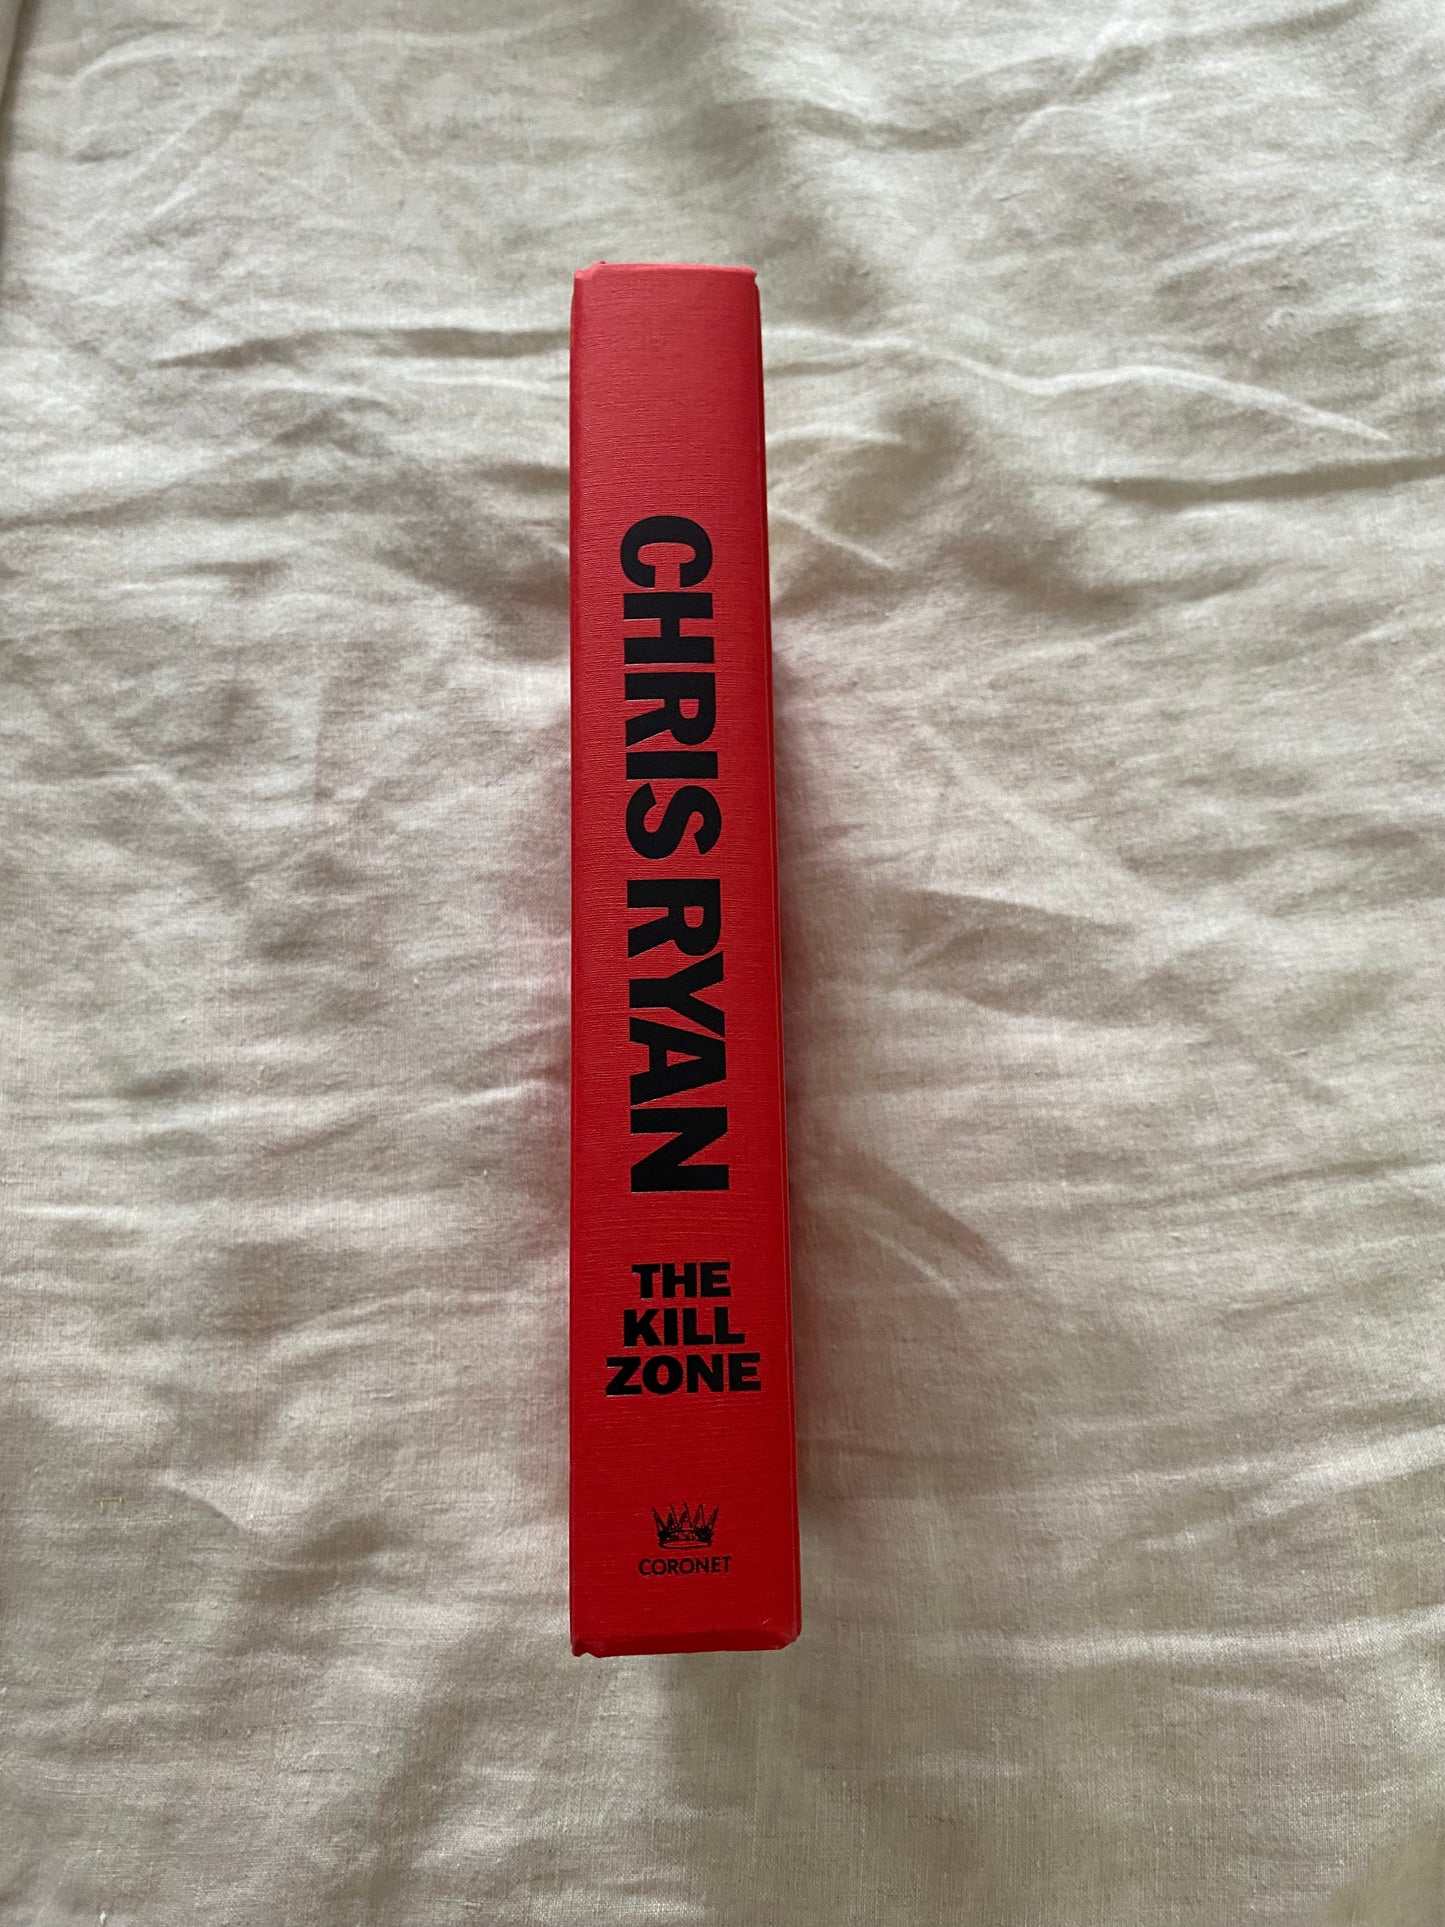 CHRIS RYAN
THE
KILL
ZONE
CORONET